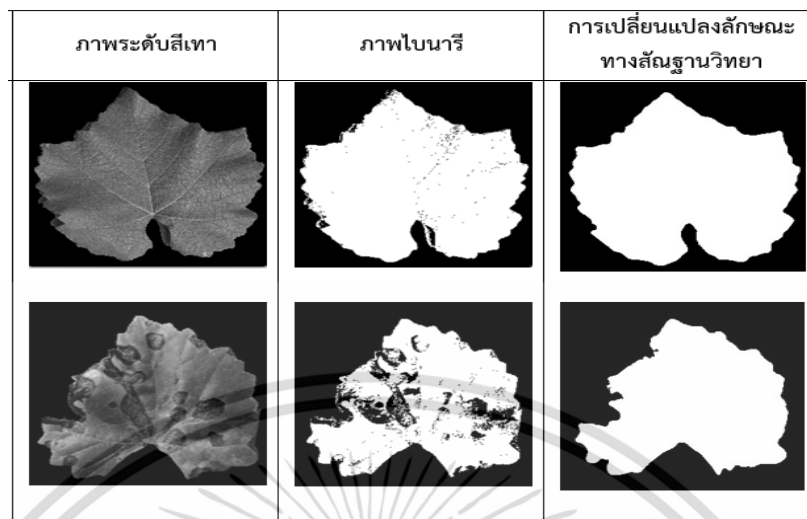 ภาพระดับสีเทา
ภาพไบนารี
การเปลี่ยนแปลงลักษณะ
ทางสัณฐานวิทยา